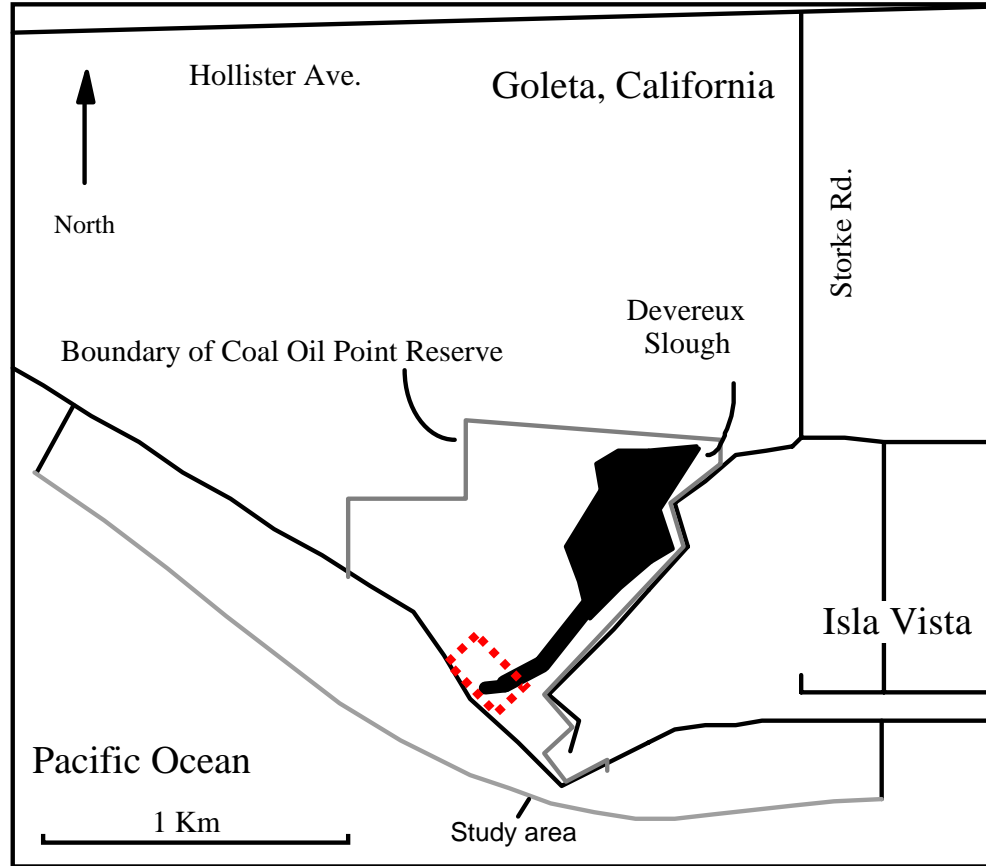 Hollister Ave.
Goleta, California
North
Storke Rd.
Devereux
Slough
Boundary of Coal Oil Point Reserve
Isla Vista
Pacific Ocean
1 Km
Study area